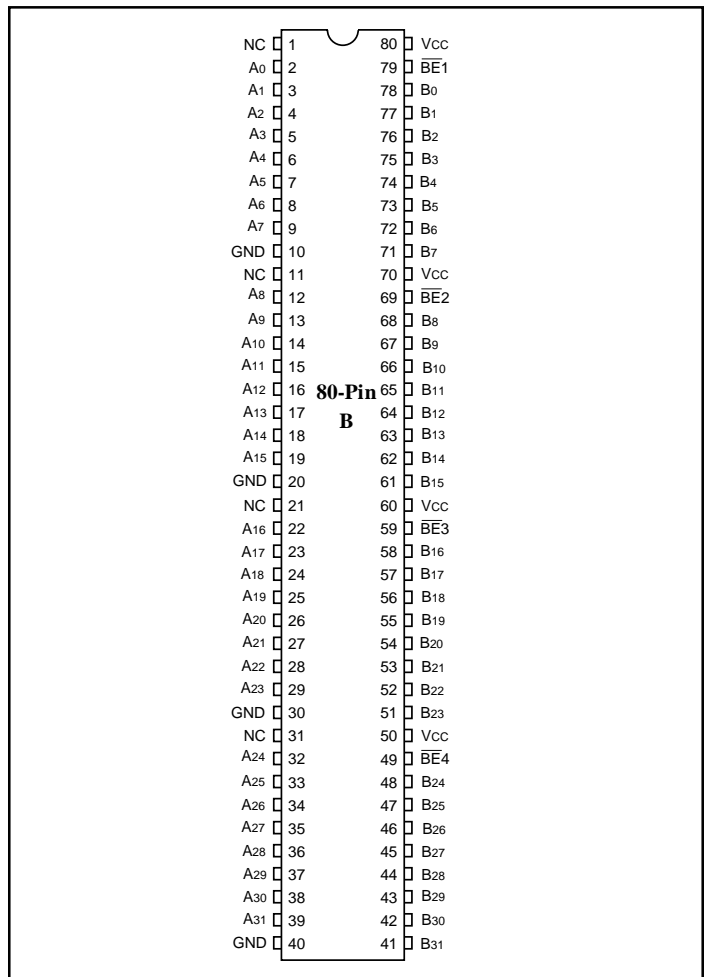 NC 1 80 VCC
A0 2 79 B̅E̅1
A1 3 78 B0
A2 4 77 B1
A3 5 76 B2
A4 6 75 B3
A5 7 74 B4
A6 8 73 B5
A7 9 72 B6
GND 10 71 B7
NC 11 70 VCC
A8 12 69 B̅E̅2
A9 13 68 B8
A10 14 67 B9
A11 15 66 B10
A12 16 80-Pin 65 B11
A13 17 B 64 B12
A14 18 63 B13
A15 19 62 B14
GND 20 61 B15
NC 21 60 VCC
A16 22 59 B̅E̅3
A17 23 58 B16
A18 24 57 B17
A19 25 56 B18
A20 26 55 B19
A21 27 54 B20
A22 28 53 B21
A23 29 52 B22
GND 30 51 B23
NC 31 50 VCC
A24 32 49 B̅E̅4
A25 33 48 B24
A26 34 47 B25
A27 35 46 B26
A28 36 45 B27
A29 37 44 B28
A30 38 43 B29
A31 39 42 B30
GND 40 41 B31